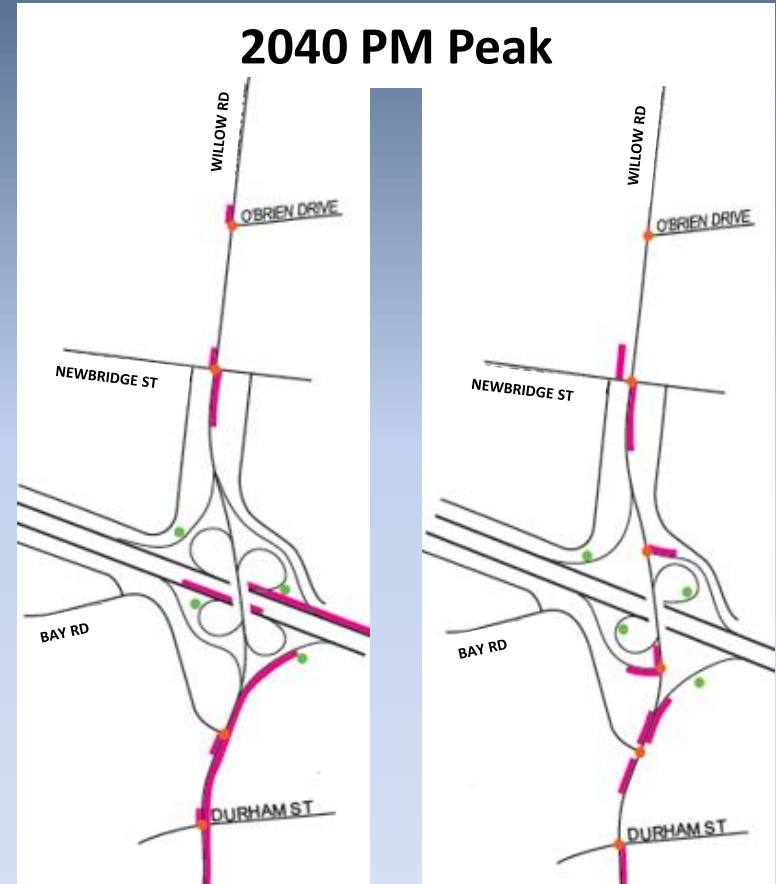 2040 PM Peak
WILLOW RD
O'BRIEN DRIVE
NEWBRIDGE ST
BAY RD
DURHAM ST
WILLOW RD
O'BRIEN DRIVE
NEWBRIDGE ST
BAY RD
DURHAM ST